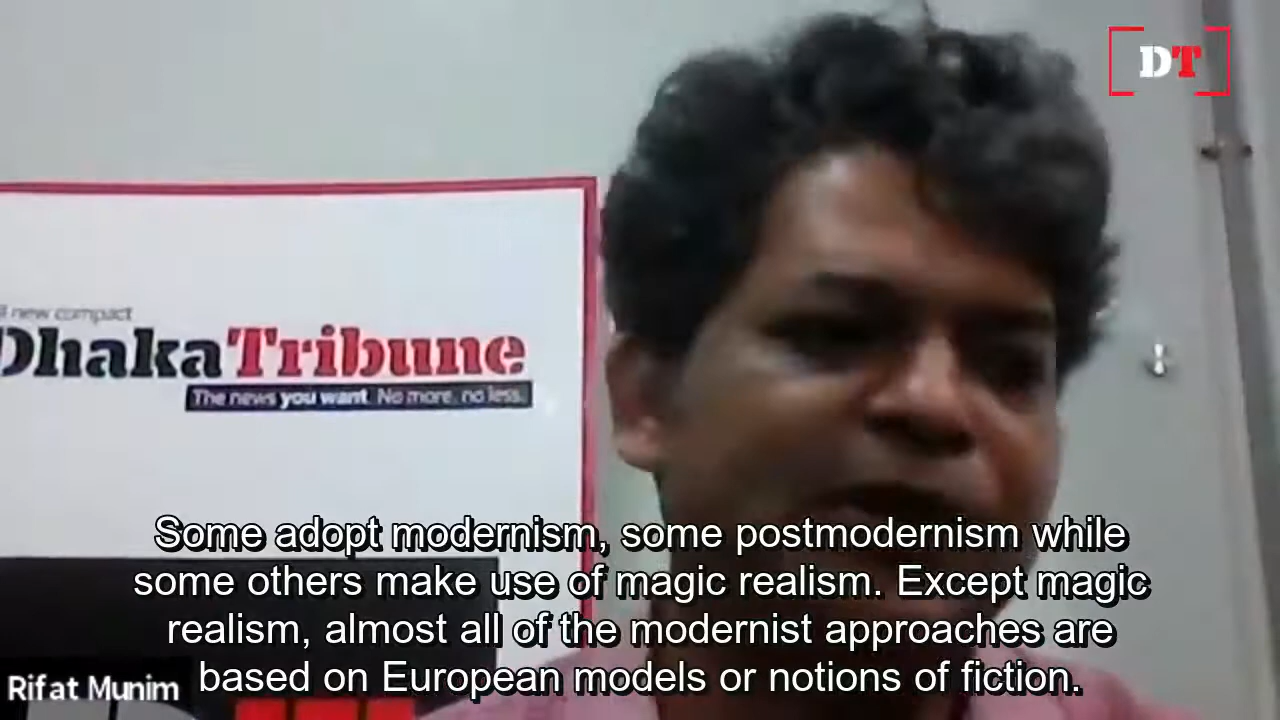 DT
new compact
DhakaTribune
The news you want. No more, no less.
Some adopt modernism, some postmodernism while
some others make use of magic realism. Except magic
realism, almost all of the modernist approaches are
based on European models or notions of fiction.
Rifat Munim